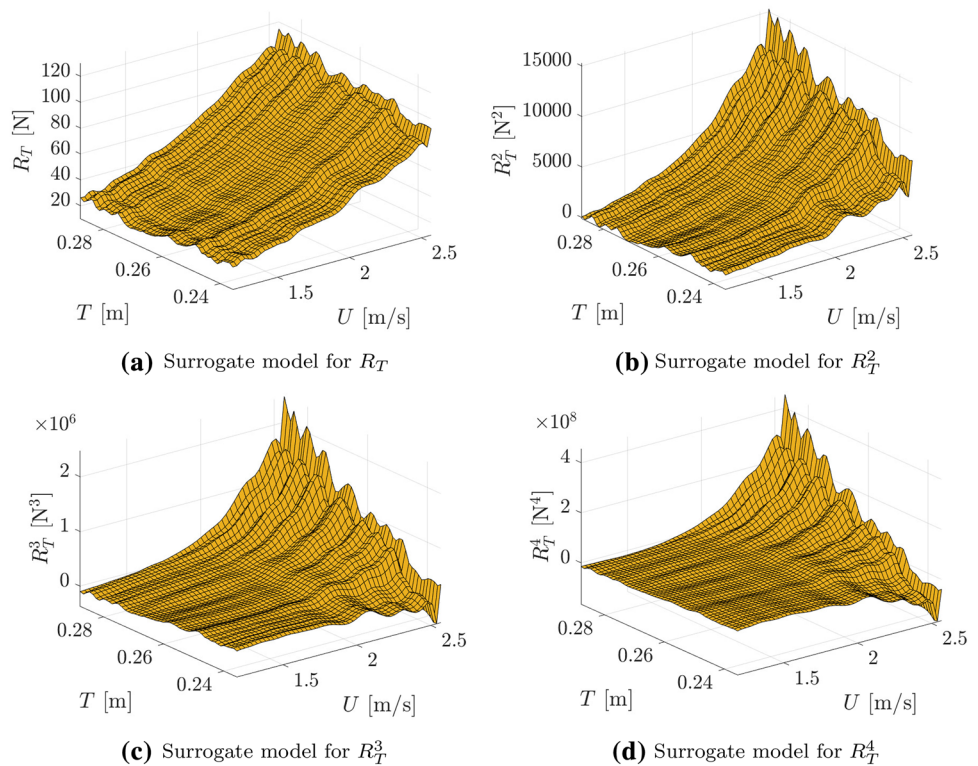 120
100
80
60
40
20
R_T [N]
0.28
0.26
0.24
T [m]
1.5
2
2.5
U [m/s]
(a) Surrogate model for R_T
15000
10000
5000
0
R_T^2 [N^2]
0.28
0.26
0.24
T [m]
1.5
2
2.5
U [m/s]
(b) Surrogate model for R_T^2
×10^6
2
1
0
R_T^3 [N^3]
0.28
0.26
0.24
T [m]
1.5
2
2.5
U [m/s]
(c) Surrogate model for R_T^3
×10^8
4
2
0
R_T^4 [N^4]
0.28
0.26
0.24
T [m]
1.5
2
2.5
U [m/s]
(d) Surrogate model for R_T^4